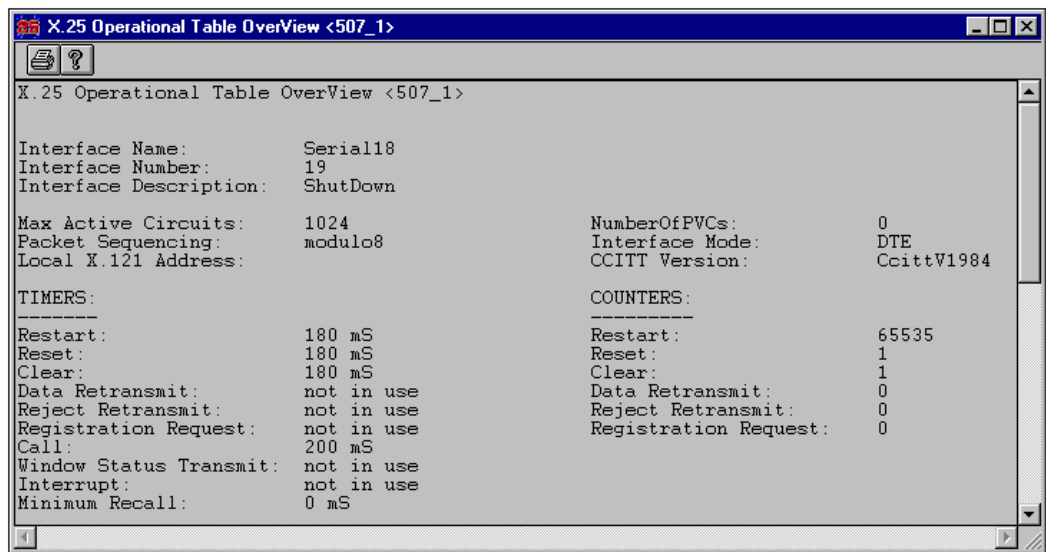 25 X.25 Operational Table OverView <507_1>
?
X.25 Operational Table OverView <507_1>
Interface Name: Serial18
Interface Number: 19
Interface Description: ShutDown
Max Active Circuits: 1024 NumberOfPVCs: 0
Packet Sequencing: modulo8 Interface Mode: DTE
Local X.121 Address: CCITT Version: CcittV1984
TIMERS: COUNTERS:
------- ---------
Restart: 180 mS Restart: 65535
Reset: 180 mS Reset: 1
Clear: 180 mS Clear: 1
Data Retransmit: not in use Data Retransmit: 0
Reject Retransmit: not in use Reject Retransmit: 0
Registration Request: not in use Registration Request: 0
Call: 200 mS
Window Status Transmit: not in use
Interrupt: not in use
Minimum Recall: 0 mS